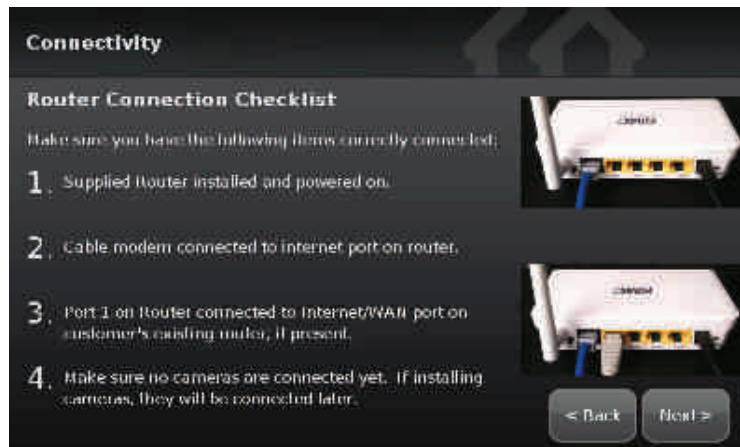 Connectivity
Router Connection Checklist
Make sure you have the following items correctly connected:
1. Supplied Router installed and powered on.
2. Cable modem connected to internet port on router.
3. Port 1 on Router connected to Internet/WAN port on
customer's existing router, if present.
4. Make sure no cameras are connected yet. If installing
cameras, they will be connected later.
< Back
Next >